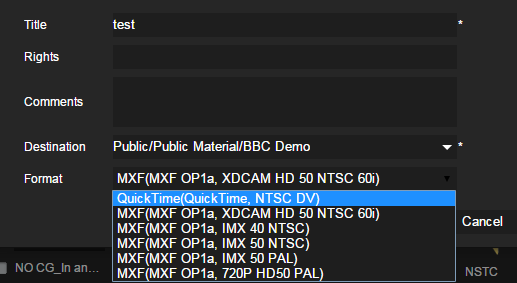 Title test *
Rights
Comments
Destination Public/Public Material/BBC Demo *
Format MXF(MXF OP1a, XDCAM HD 50 NTSC 60i)
QuickTime(QuickTime, NTSC DV)
MXF(MXF OP1a, XDCAM HD 50 NTSC 60i)
MXF(MXF OP1a, IMX 40 NTSC)
MXF(MXF OP1a, IMX 50 NTSC)
MXF(MXF OP1a, IMX 50 PAL)
MXF(MXF OP1a, 720P HD50 PAL)
Cancel
NO CG_In an...
NSTC